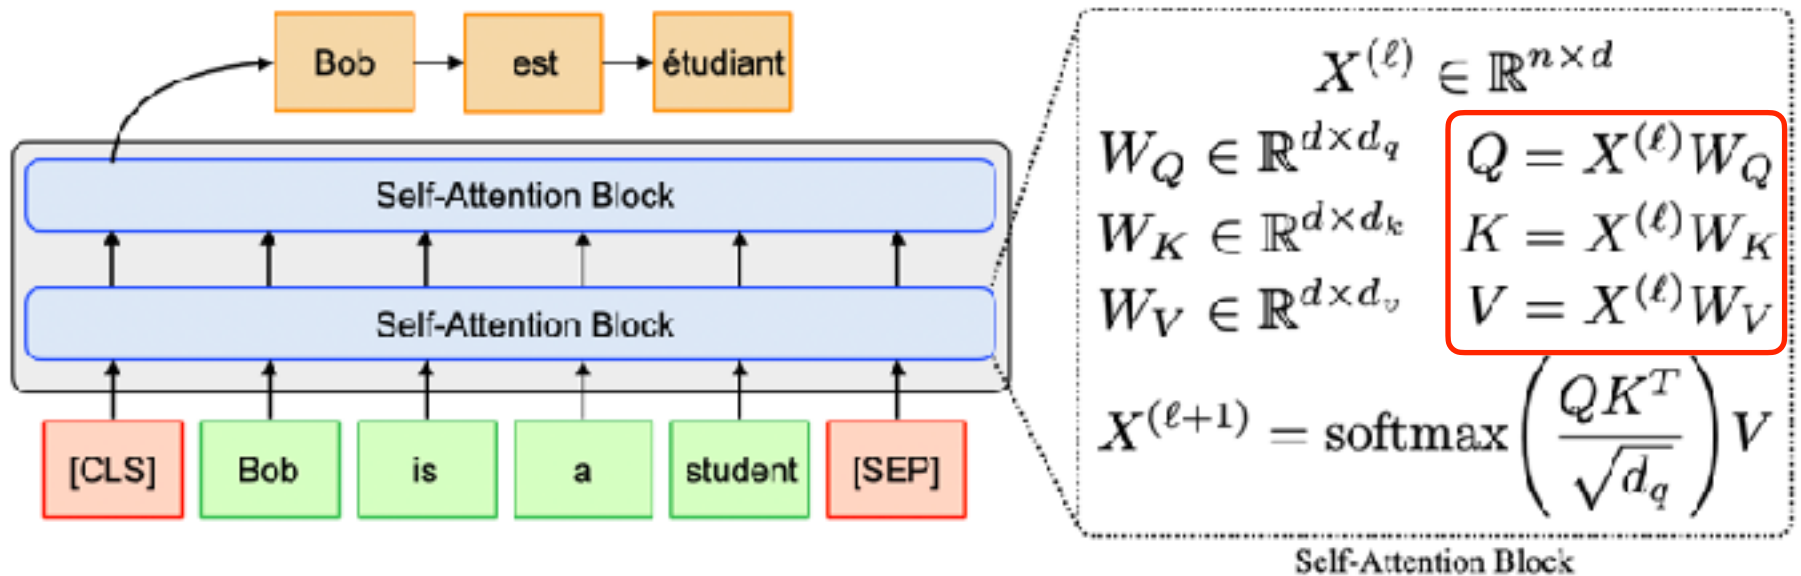 Bob est étudiant
Self-Attention Block
Self-Attention Block
[CLS] Bob is a student [SEP]
X^{(ℓ)} ∈ ℝ^{n×d}
W_Q ∈ ℝ^{d×d_q} Q = X^{(ℓ)}W_Q
W_K ∈ ℝ^{d×d_k} K = X^{(ℓ)}W_K
W_V ∈ ℝ^{d×d_v} V = X^{(ℓ)}W_V
X^{(ℓ+1)} = softmax(QK^T / √d_q) V
Self-Attention Block